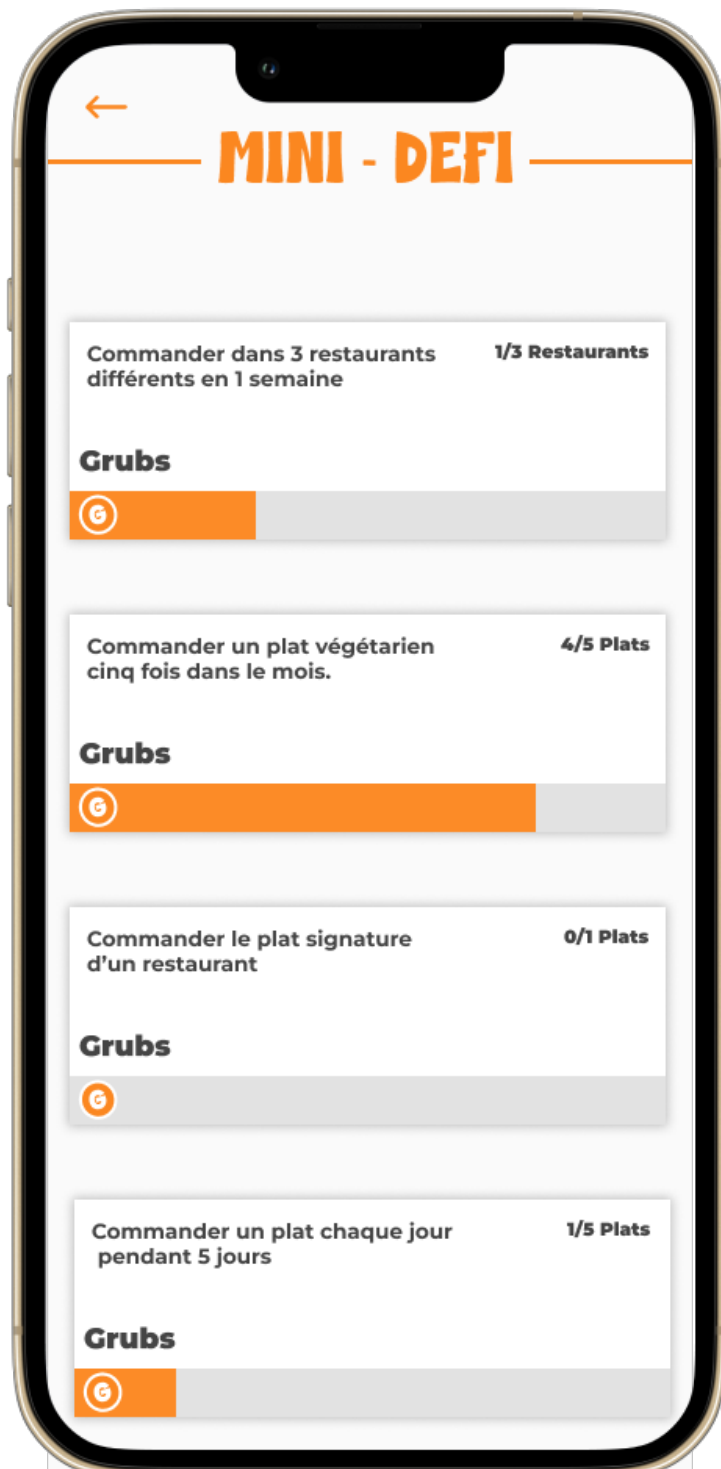 MINI - DEFI
Commander dans 3 restaurants
différents en 1 semaine
1/3 Restaurants
Grubs
G
Commander un plat végétarien
cinq fois dans le mois.
4/5 Plats
Grubs
G
Commander le plat signature
d’un restaurant
0/1 Plats
Grubs
G
Commander un plat chaque jour
pendant 5 jours
1/5 Plats
Grubs
G